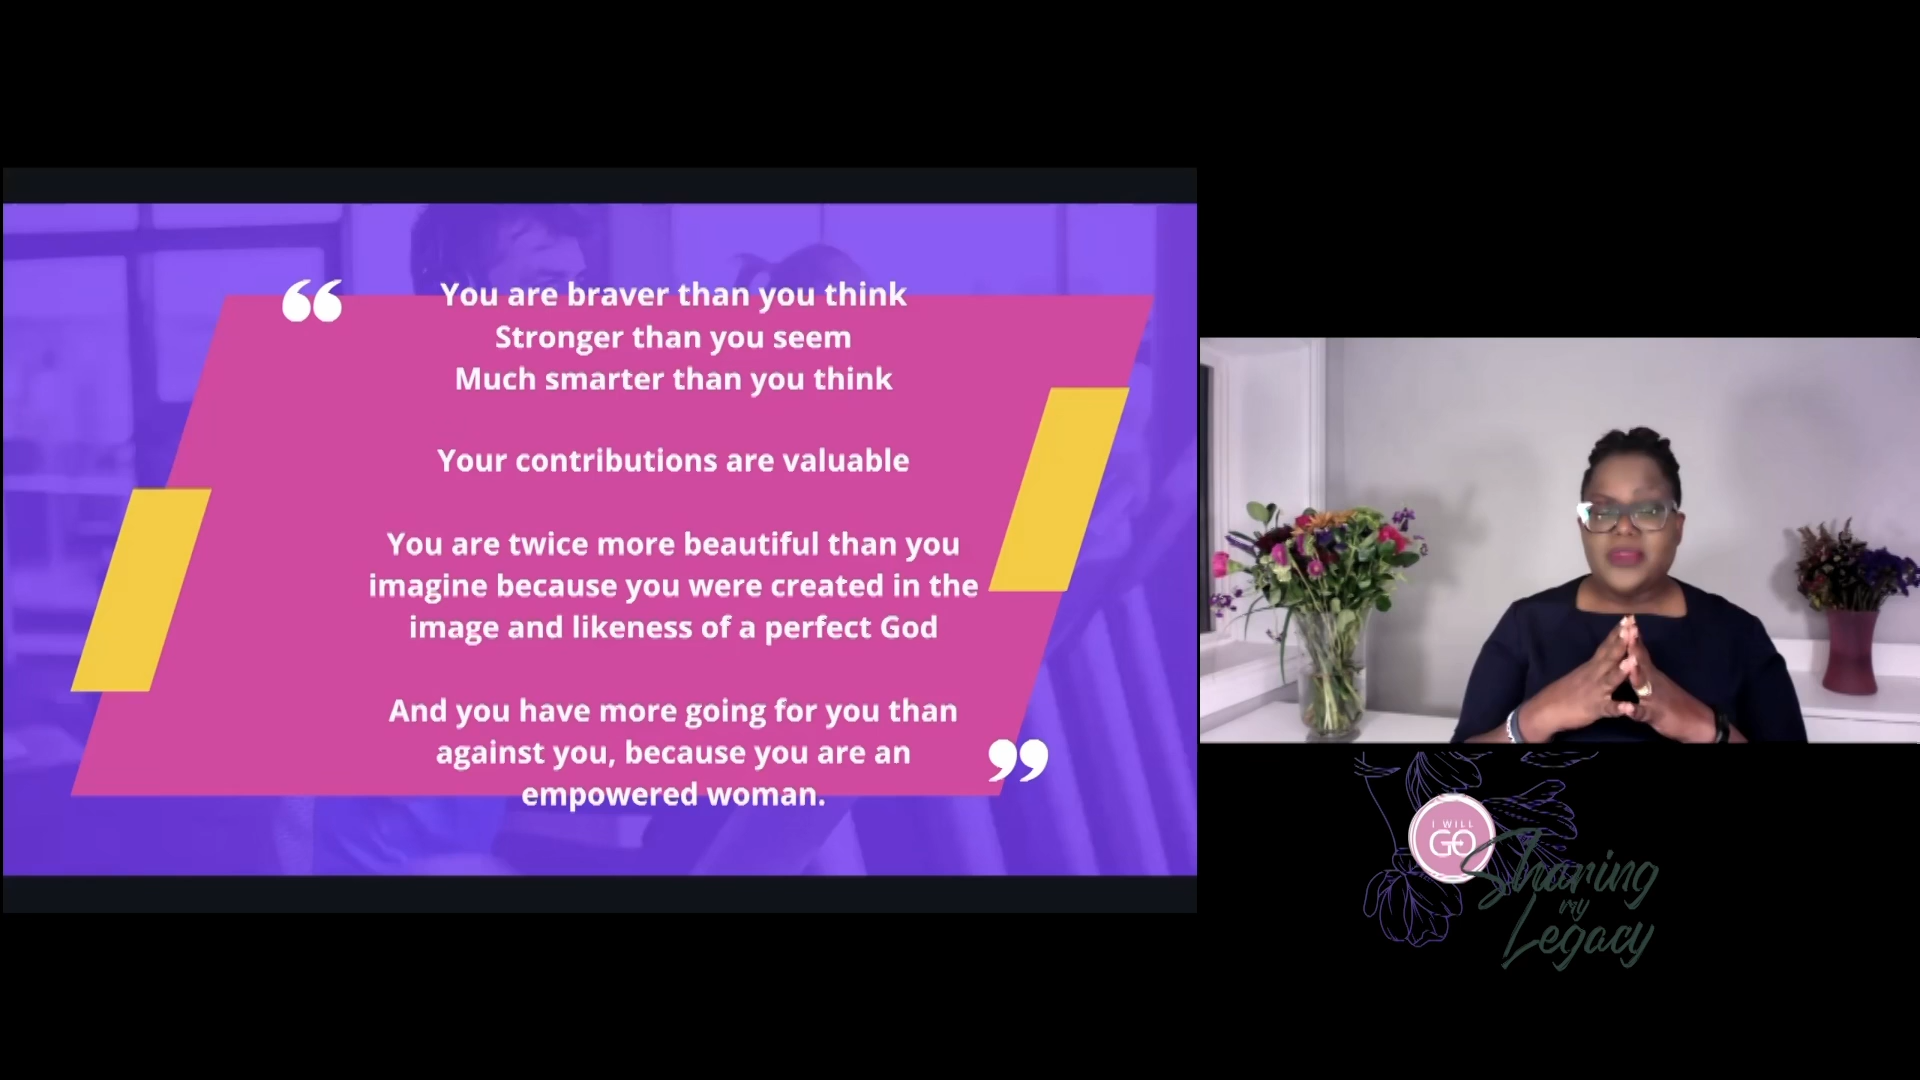 You are braver than you think
Stronger than you seem
Much smarter than you think
Your contributions are valuable
You are twice more beautiful than you
imagine because you were created in the
image and likeness of a perfect God
And you have more going for you than
against you, because you are an
empowered woman.
I WILL
GO
Sharing
my
Legacy